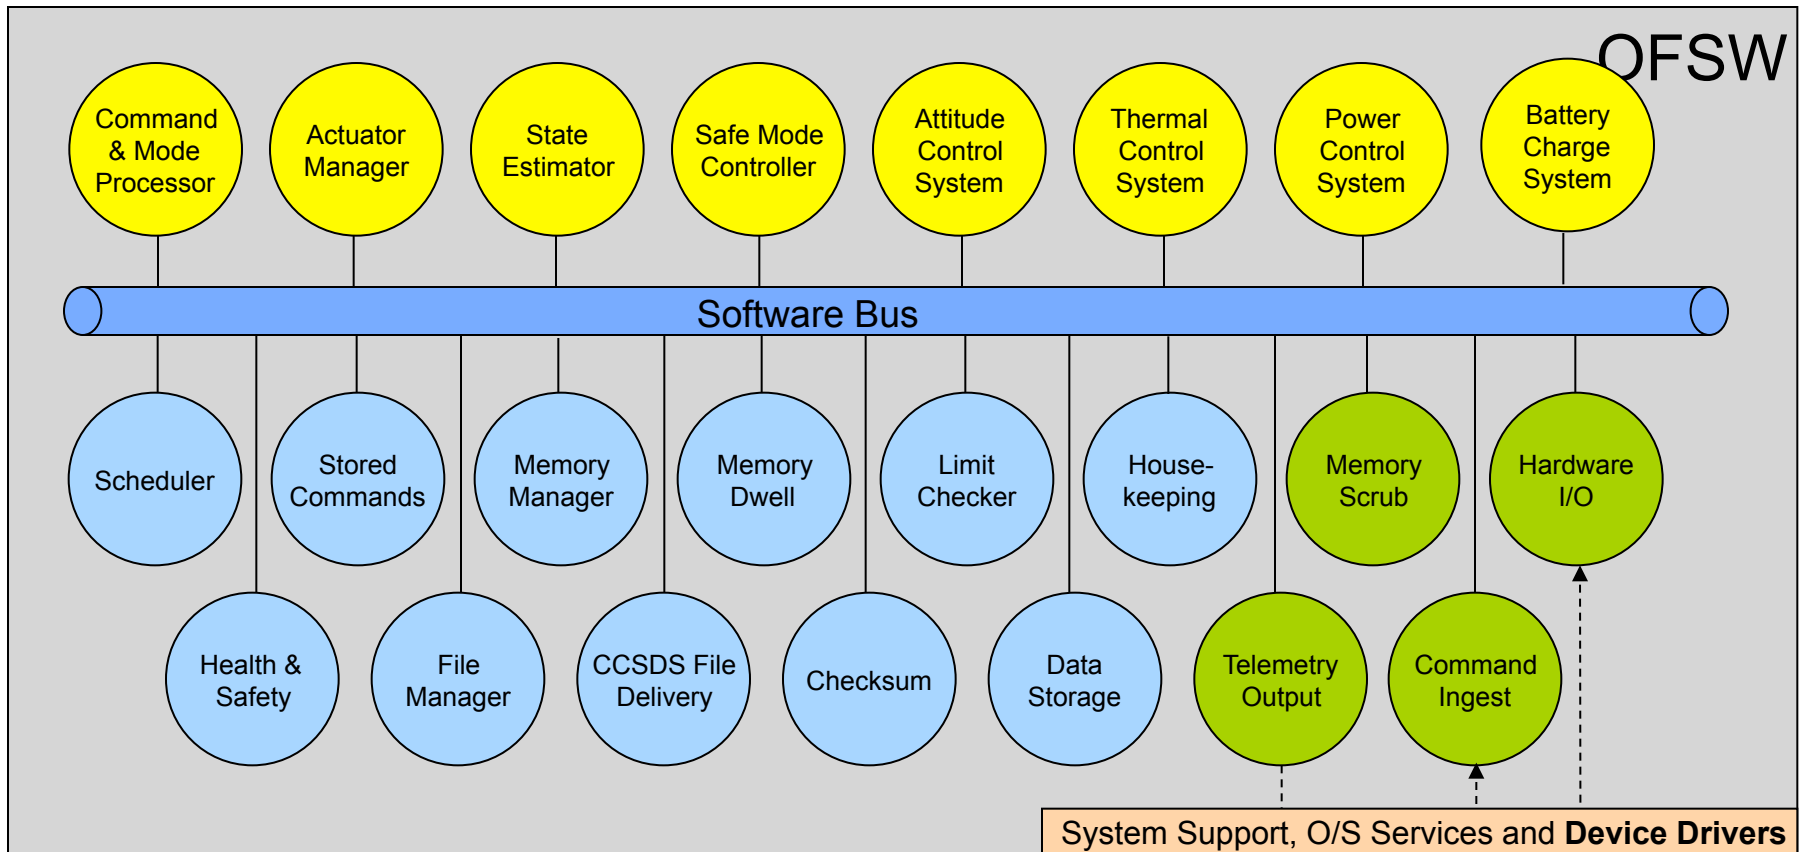 OFSW
Command
& Mode
Processor
Actuator
Manager
State
Estimator
Safe Mode
Controller
Attitude
Control
System
Thermal
Control
System
Power
Control
System
Battery
Charge
System
Software Bus
Scheduler
Stored
Commands
Memory
Manager
Memory
Dwell
Limit
Checker
House-
keeping
Memory
Scrub
Hardware
I/O
Health &
Safety
File
Manager
CCSDS File
Delivery
Checksum
Data
Storage
Telemetry
Output
Command
Ingest
System Support, O/S Services and Device Drivers